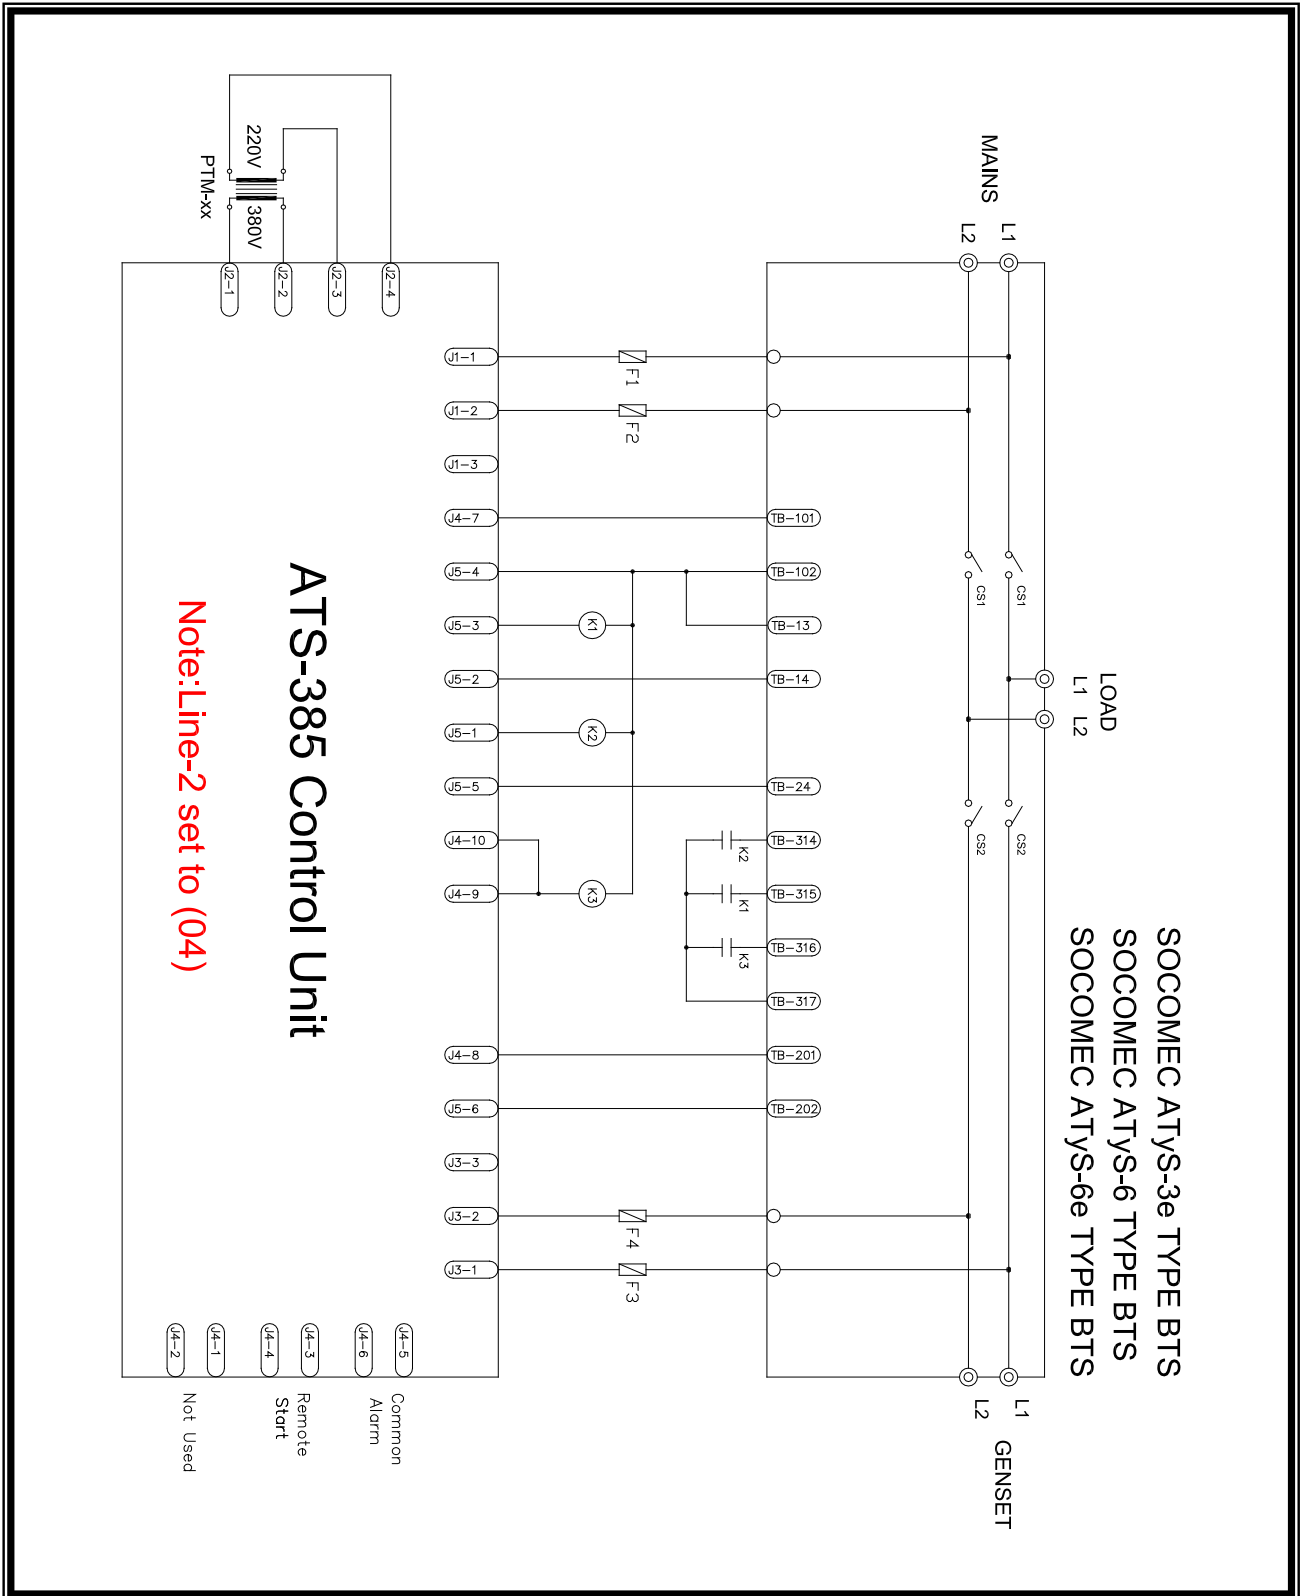 SOCOMEC ATyS-3e TYPE BTS
SOCOMEC ATyS-6 TYPE BTS
SOCOMEC ATyS-6e TYPE BTS
LOAD
L1 L2
MAINS
L1
L2
L1
L2
GENSET
CS1
CS1
CS2
CS2
TB-101
TB-102
TB-13
TB-14
TB-24
TB-314
TB-315
TB-316
TB-317
TB-201
TB-202
K2
K1
K3
F1
F2
F4
F3
K1
K2
K3
J1-1
J1-2
J1-3
J4-7
J5-4
J5-3
J5-2
J5-1
J5-5
J4-10
J4-9
J4-8
J5-6
J3-3
J3-2
J3-1
J2-4
J2-3
J2-2
J2-1
220V
380V
PTM-xx
ATS-385 Control Unit
Note:Line-2 set to (04)
J4-5
J4-6
Common
Alarm
J4-3
J4-4
Remote
Start
J4-1
J4-2
Not Used